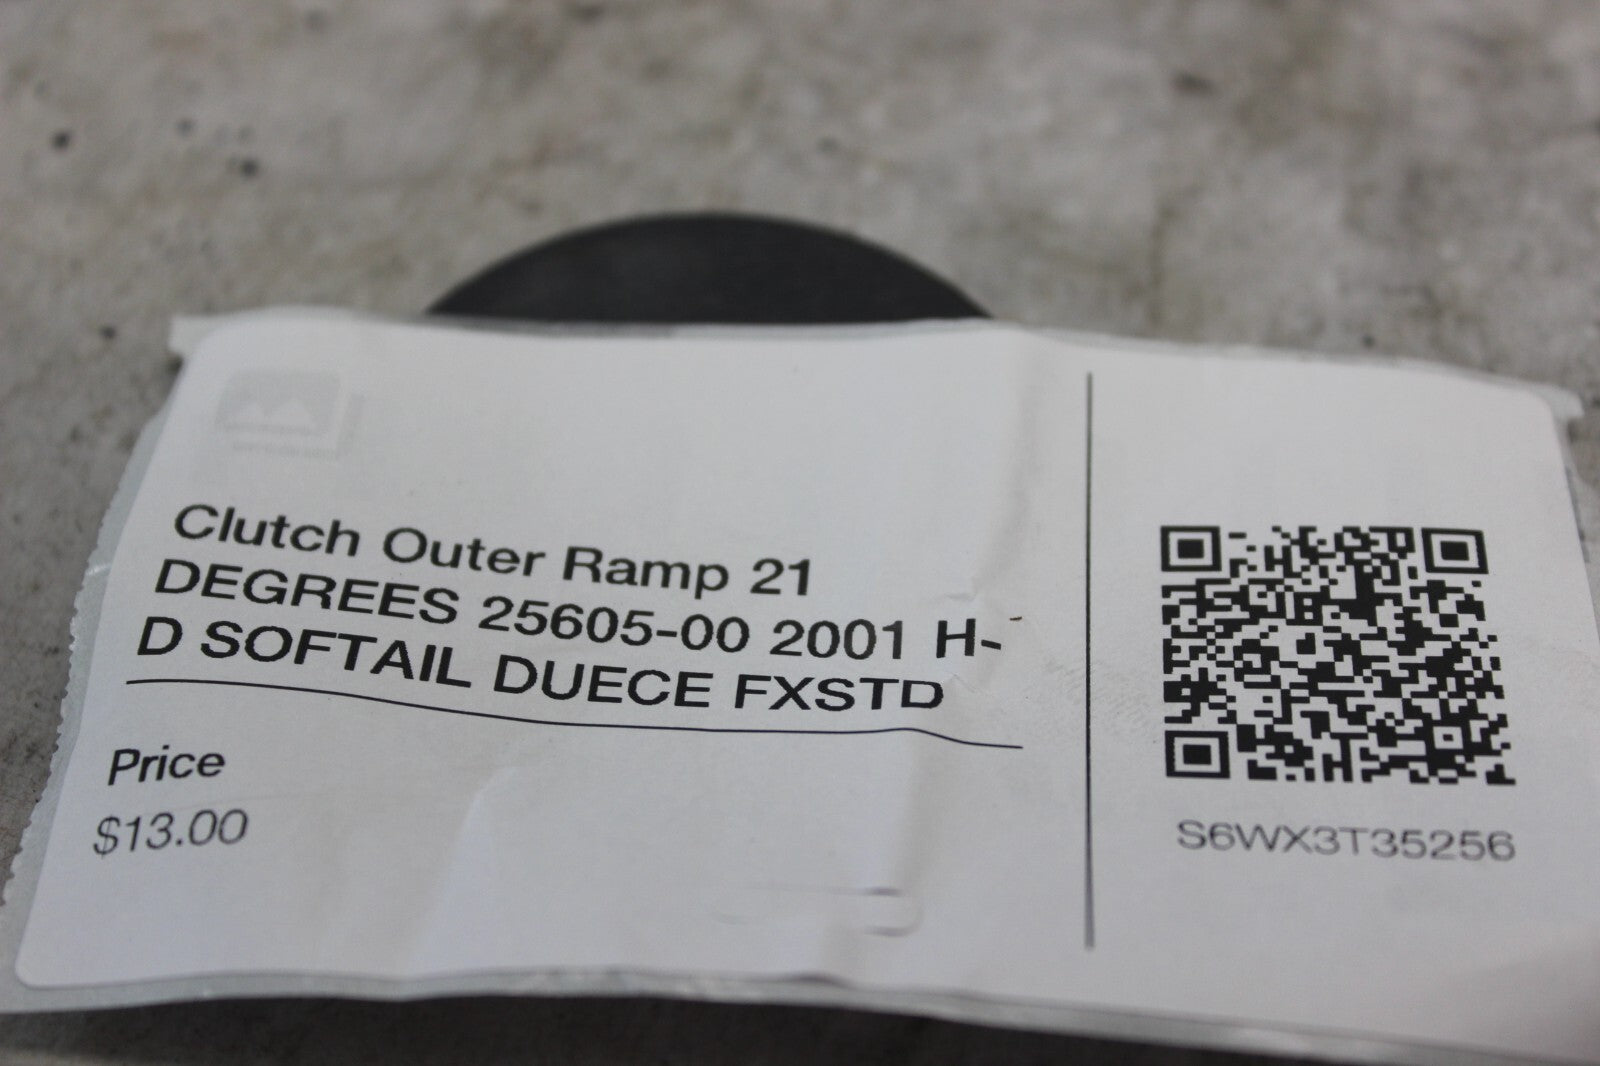 Clutch Outer Ramp 21
DEGREES 25605-00 2001 H-
D SOFTAIL DUECE FXSTD
Price
$13.00
S6WX3T35256